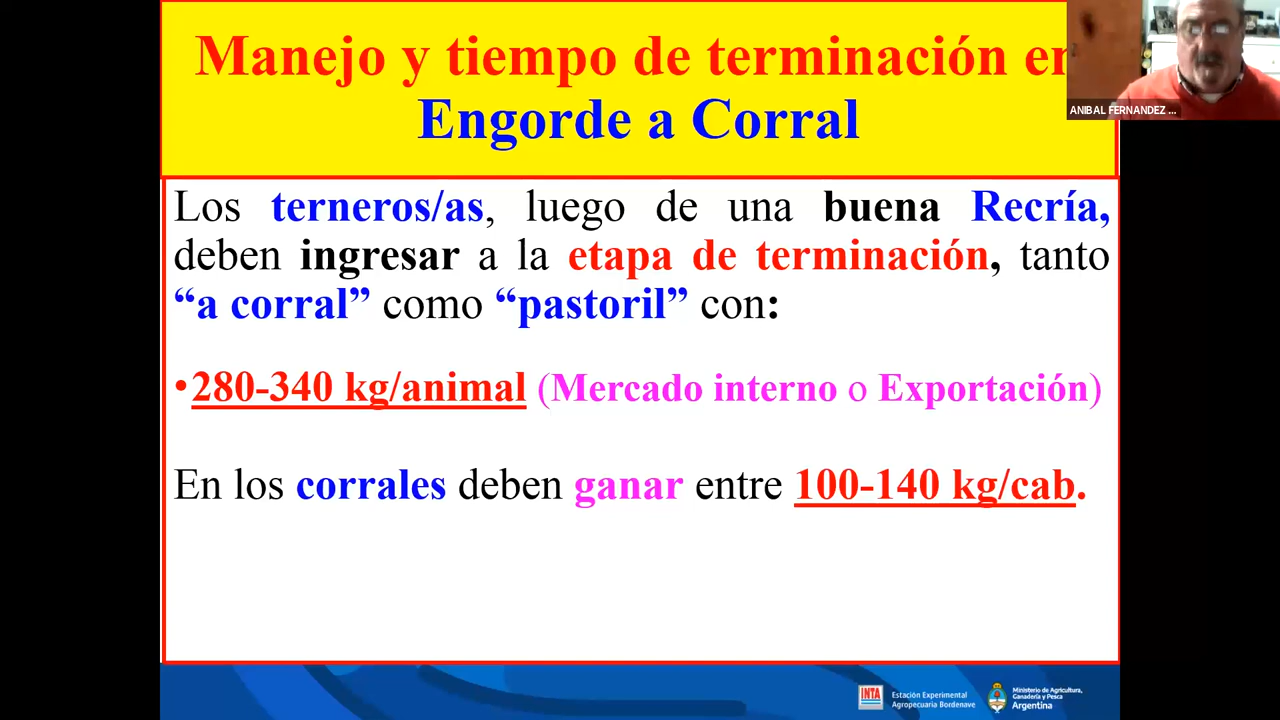 Manejo y tiempo de terminación en
Engorde a Corral
ANIBAL FERNANDEZ ...
Los terneros/as, luego de una buena Recría,
deben ingresar a la etapa de terminación, tanto
“a corral” como “pastoril” con:
•280-340 kg/animal (Mercado interno o Exportación)
En los corrales deben ganar entre 100-140 kg/cab.
INTA
Estación Experimental
Agropecuaria Bordenave
Ministerio de Agricultura,
Ganadería y Pesca
Argentina